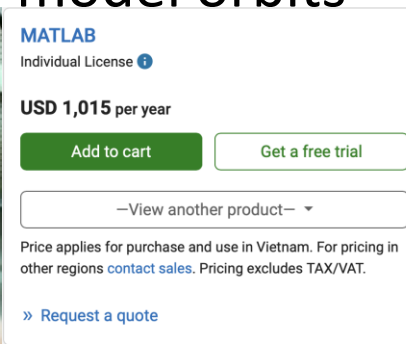 model orbits
MATLAB
Individual License
USD 1,015 per year
Add to cart
Get a free trial
—View another product—
Price applies for purchase and use in Vietnam. For pricing in
other regions contact sales. Pricing excludes TAX/VAT.
» Request a quote